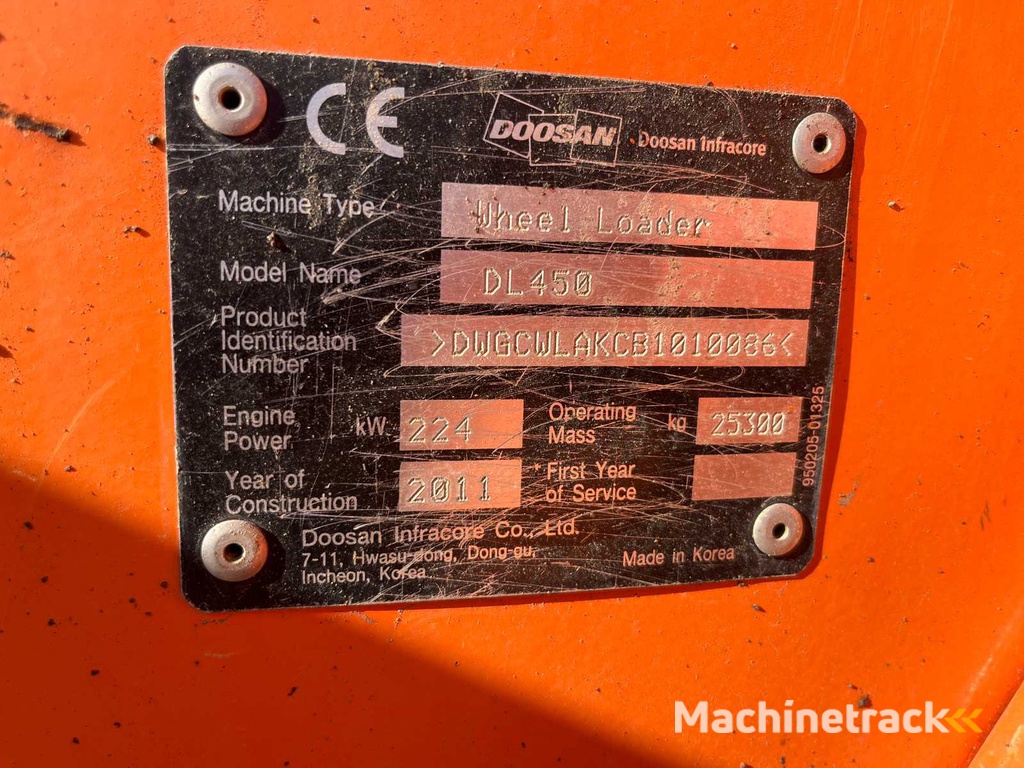 CE
DOOSAN Doosan Infracore
Machine Type Wheel Loader
Model Name DL450
Product
Identification
Number >DWGCWLAKCB1010086<
Engine
Power kW 224 Operating
Mass kg 25300
Year of
Construction 2011 * First Year
of Service
950205-01325
Doosan Infracore Co., Ltd.
7-11, Hwasu-dong, Dong-gu,
Incheon, Korea
Made in Korea
Machinetrack